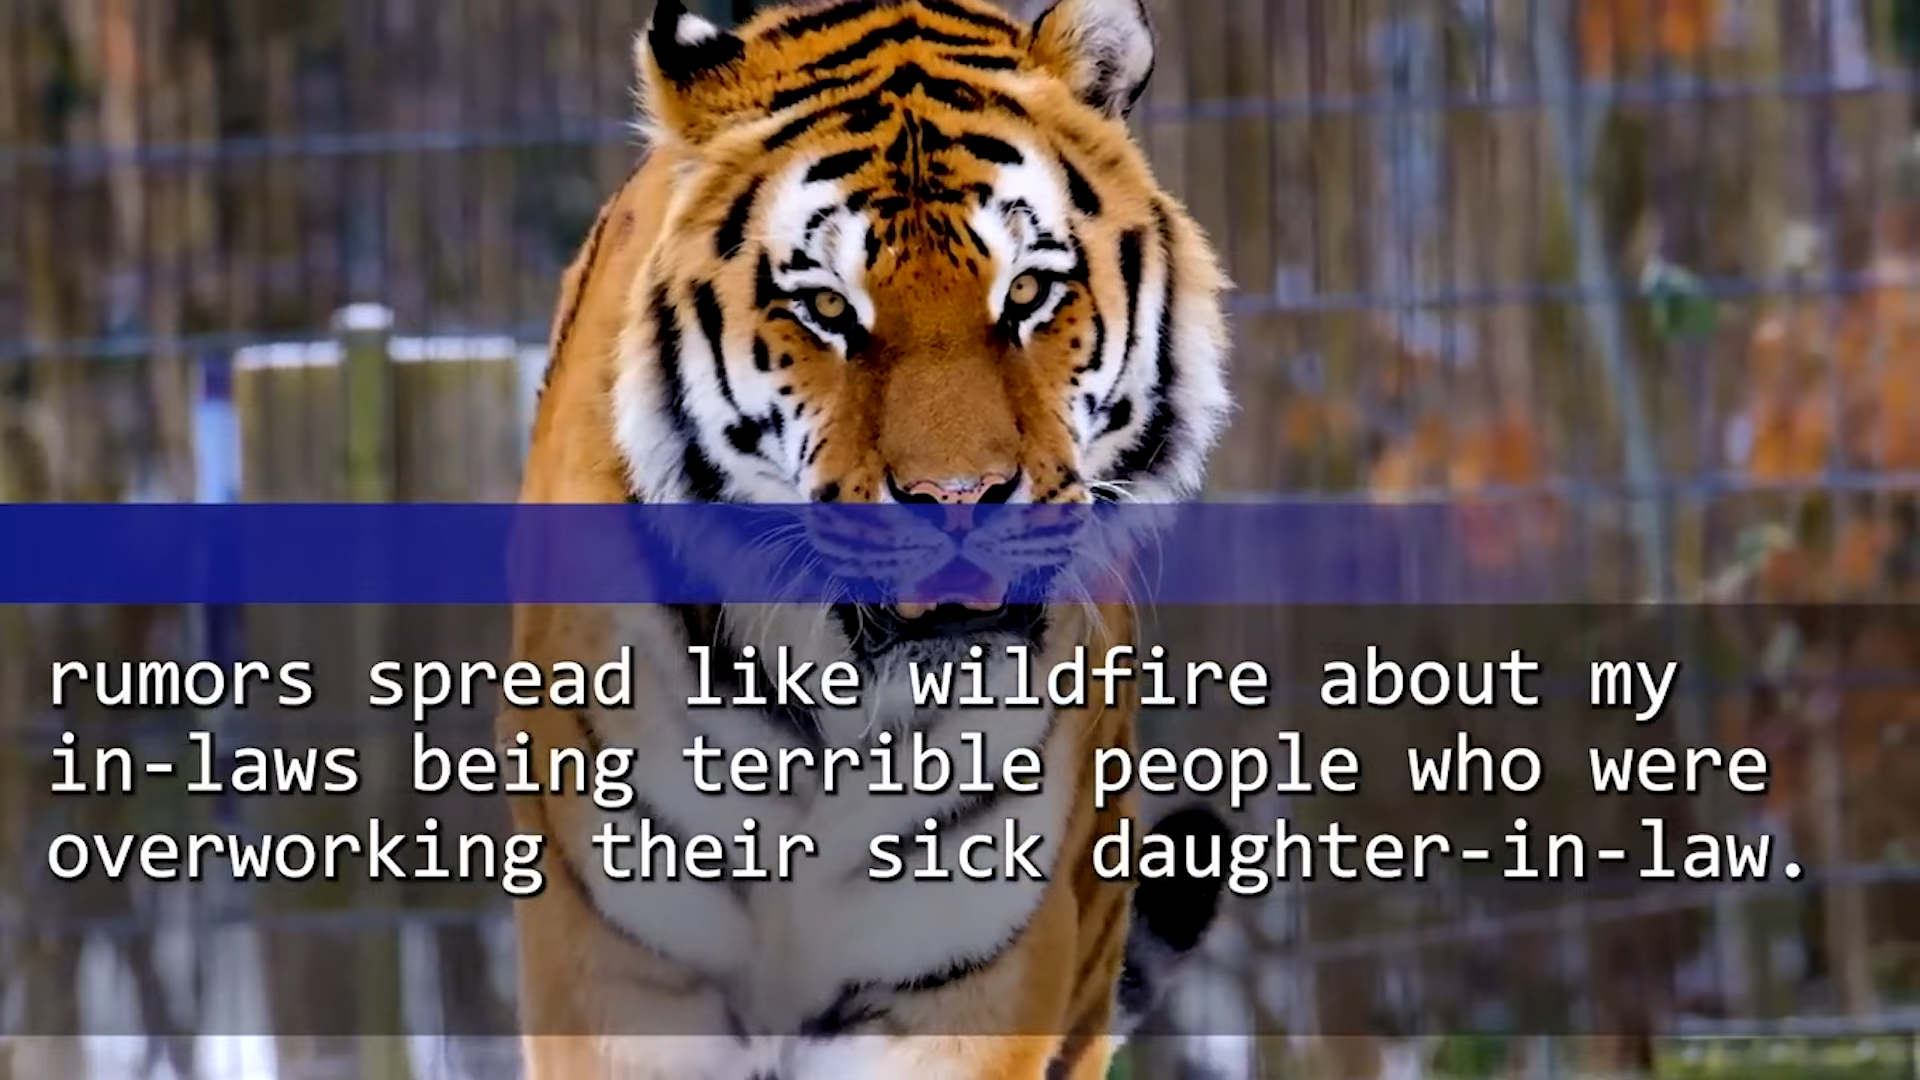 rumors spread like wildfire about my
in-laws being terrible people who were
overworking their sick daughter-in-law.